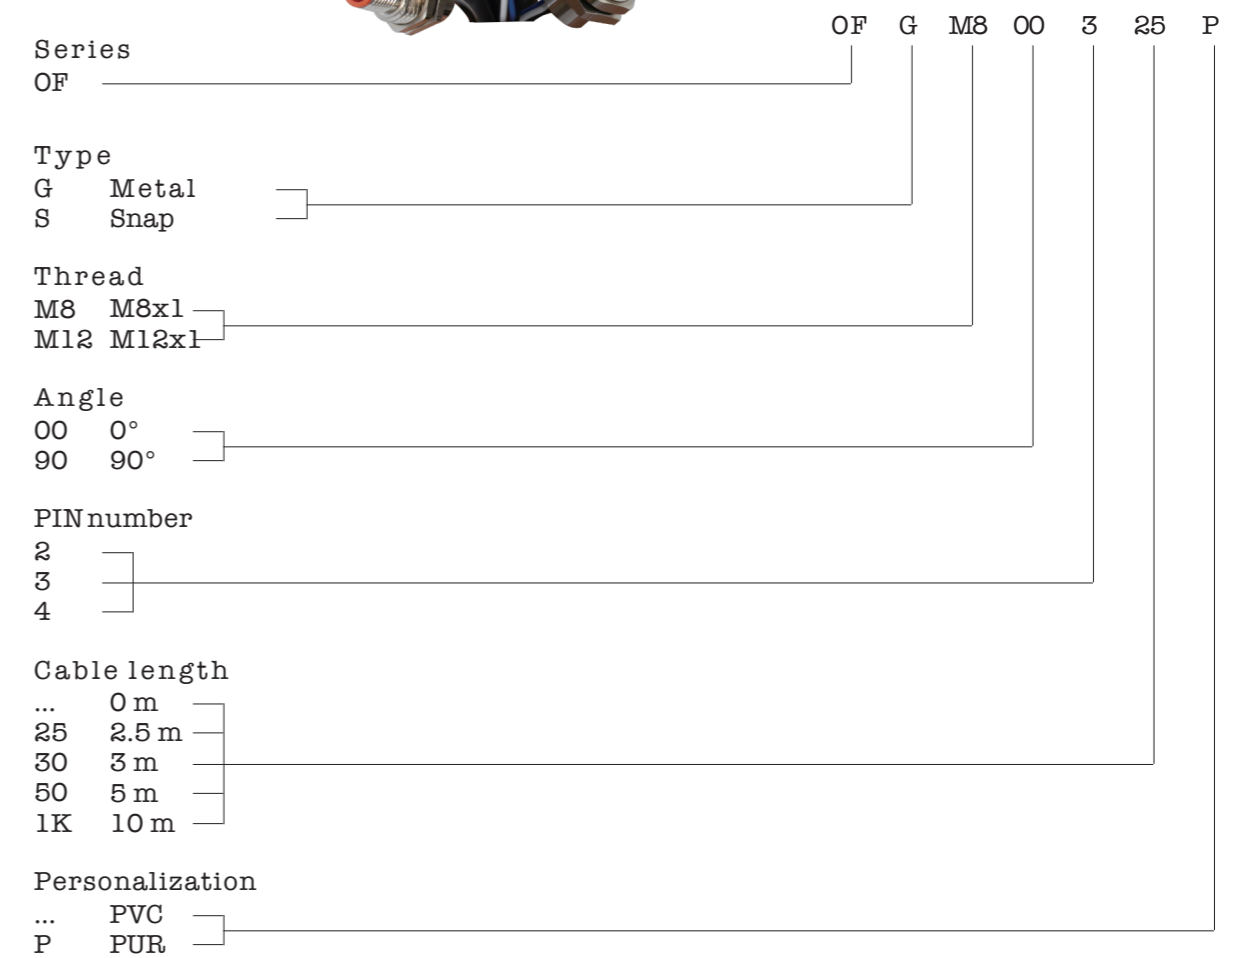 OF G M8 00 3 25 P
Series
OF
Type
G Metal
S Snap
Thread
M8 M8x1
M12 M12x1
Angle
00 0°
90 90°
PIN number
2
3
4
Cable length
... 0 m
25 2.5 m
30 3 m
50 5 m
1K 10 m
Personalization
... PVC
P PUR